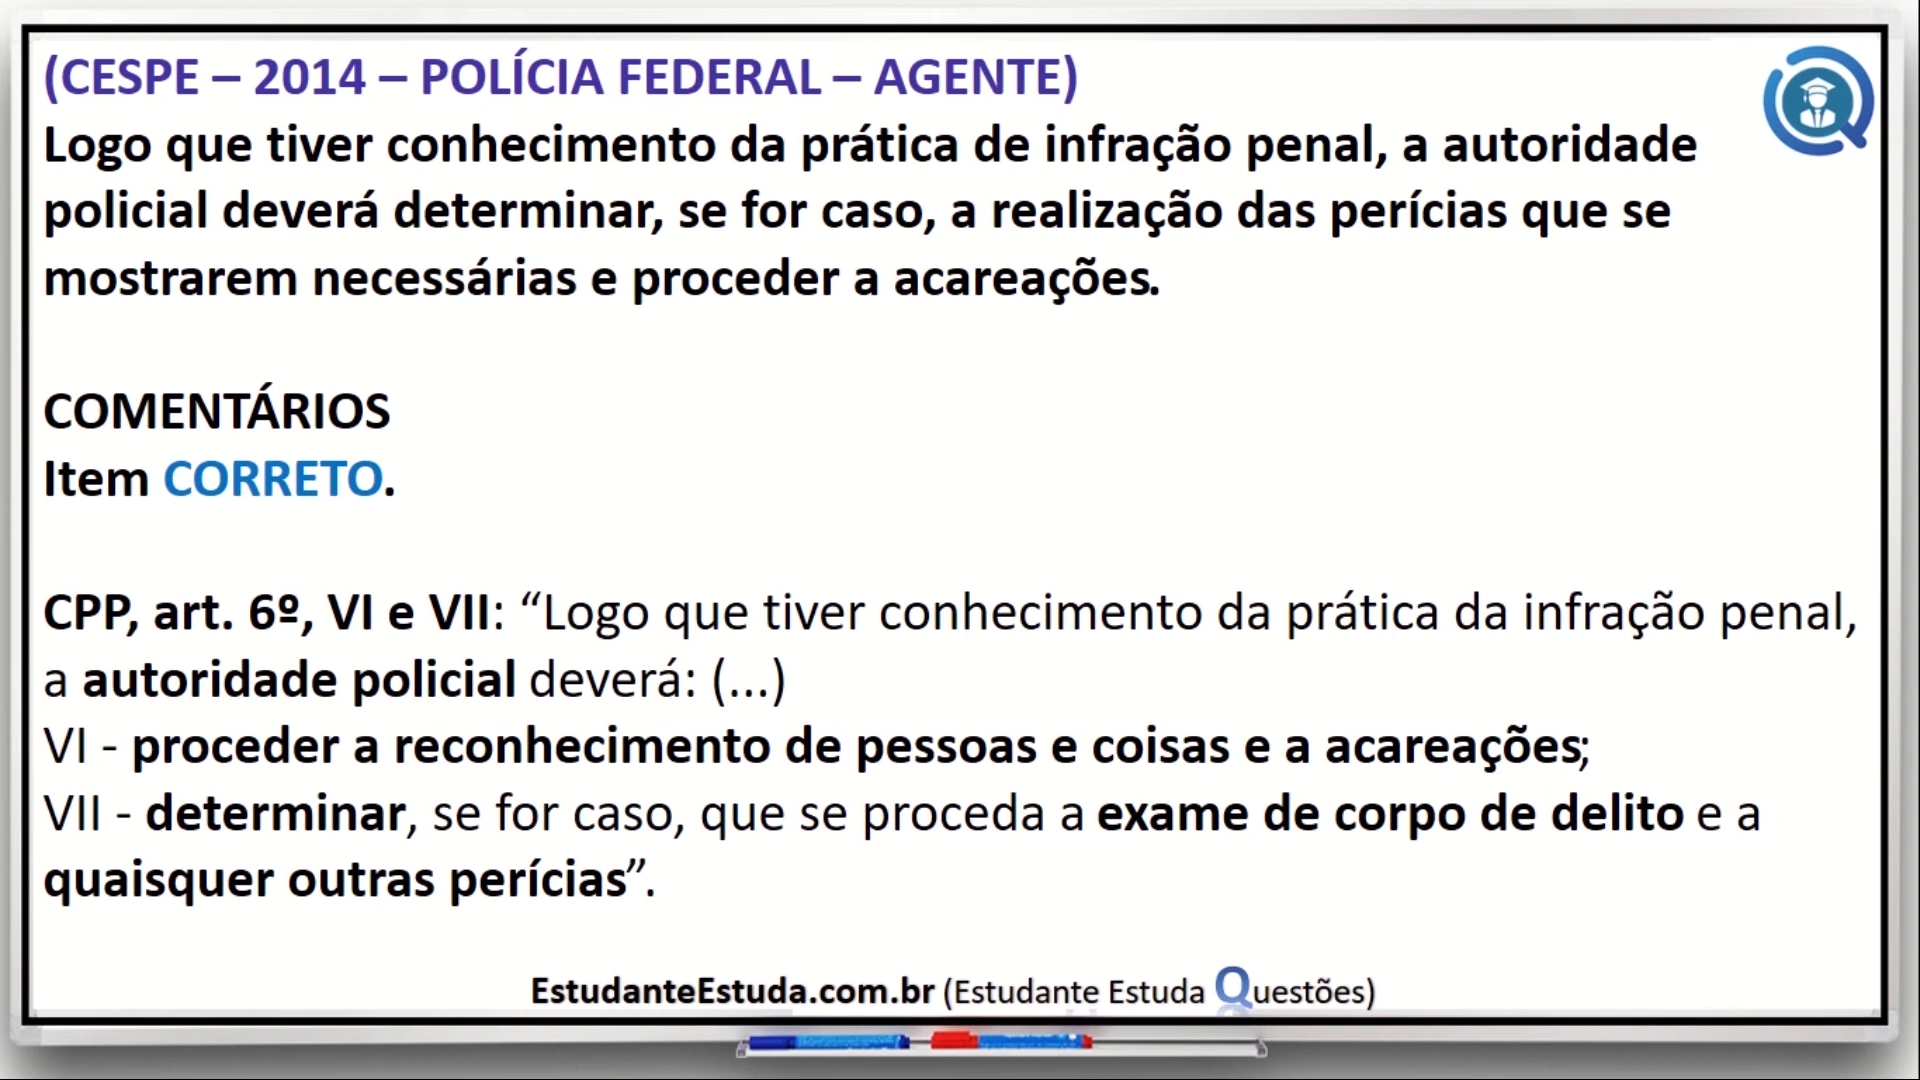 (CESPE – 2014 – POLÍCIA FEDERAL – AGENTE)
Logo que tiver conhecimento da prática de infração penal, a autoridade
policial deverá determinar, se for caso, a realização das perícias que se
mostrarem necessárias e proceder a acareações.
COMENTÁRIOS
Item CORRETO.
CPP, art. 6º, VI e VII: “Logo que tiver conhecimento da prática da infração penal,
a autoridade policial deverá: (...)
VI - proceder a reconhecimento de pessoas e coisas e a acareações;
VII - determinar, se for caso, que se proceda a exame de corpo de delito e a
quaisquer outras perícias”.
EstudanteEstuda.com.br (Estudante Estuda Questões)